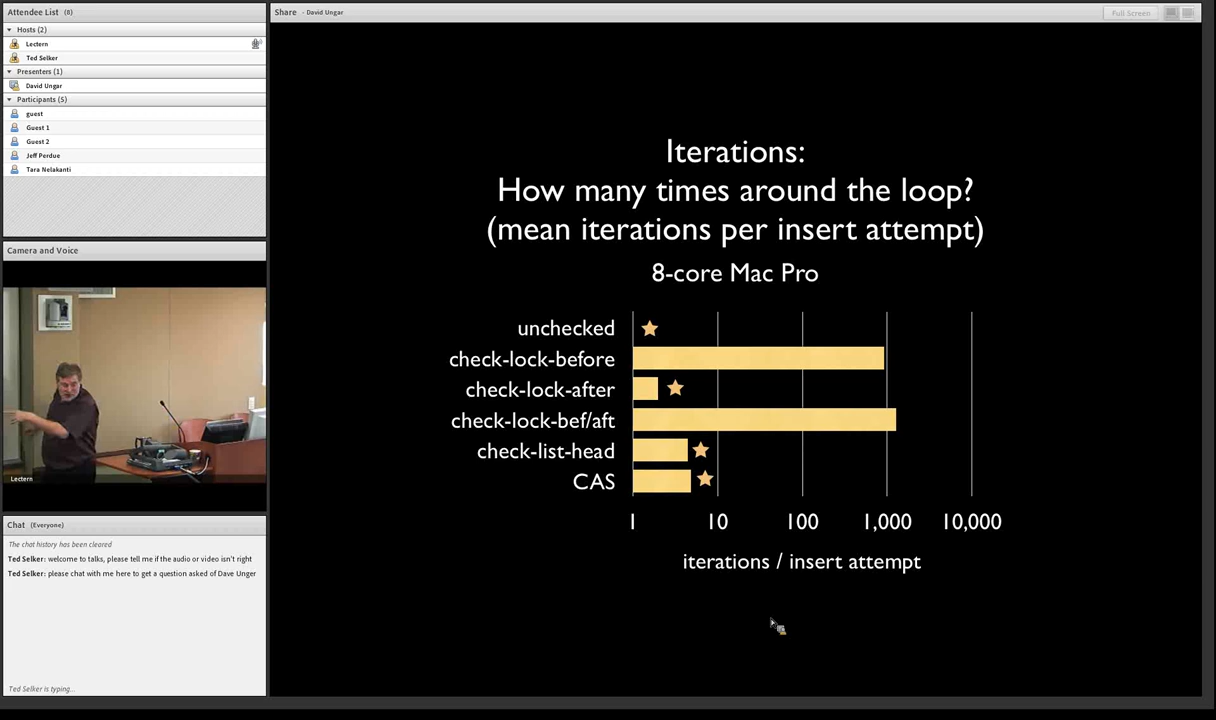 Attendee List (8)
Hosts (2)
Lectern
Ted Selker
Presenters (1)
David Ungar
Participants (5)
guest
Guest 1
Guest 2
Jeff Perdue
Tara Nelakanti
Camera and Voice
Lectern
Chat (Everyone)
The chat history has been cleared
Ted Selker: welcome to talks, please tell me if the audio or video isn't right
Ted Selker: please chat with me here to get a question asked of Dave Unger
Ted Selker is typing...
Share - David Ungar
Full Screen
Iterations:
How many times around the loop?
(mean iterations per insert attempt)
8-core Mac Pro
unchecked
check-lock-before
check-lock-after
check-lock-bef/aft
check-list-head
CAS
1 10 100 1,000 10,000
iterations / insert attempt